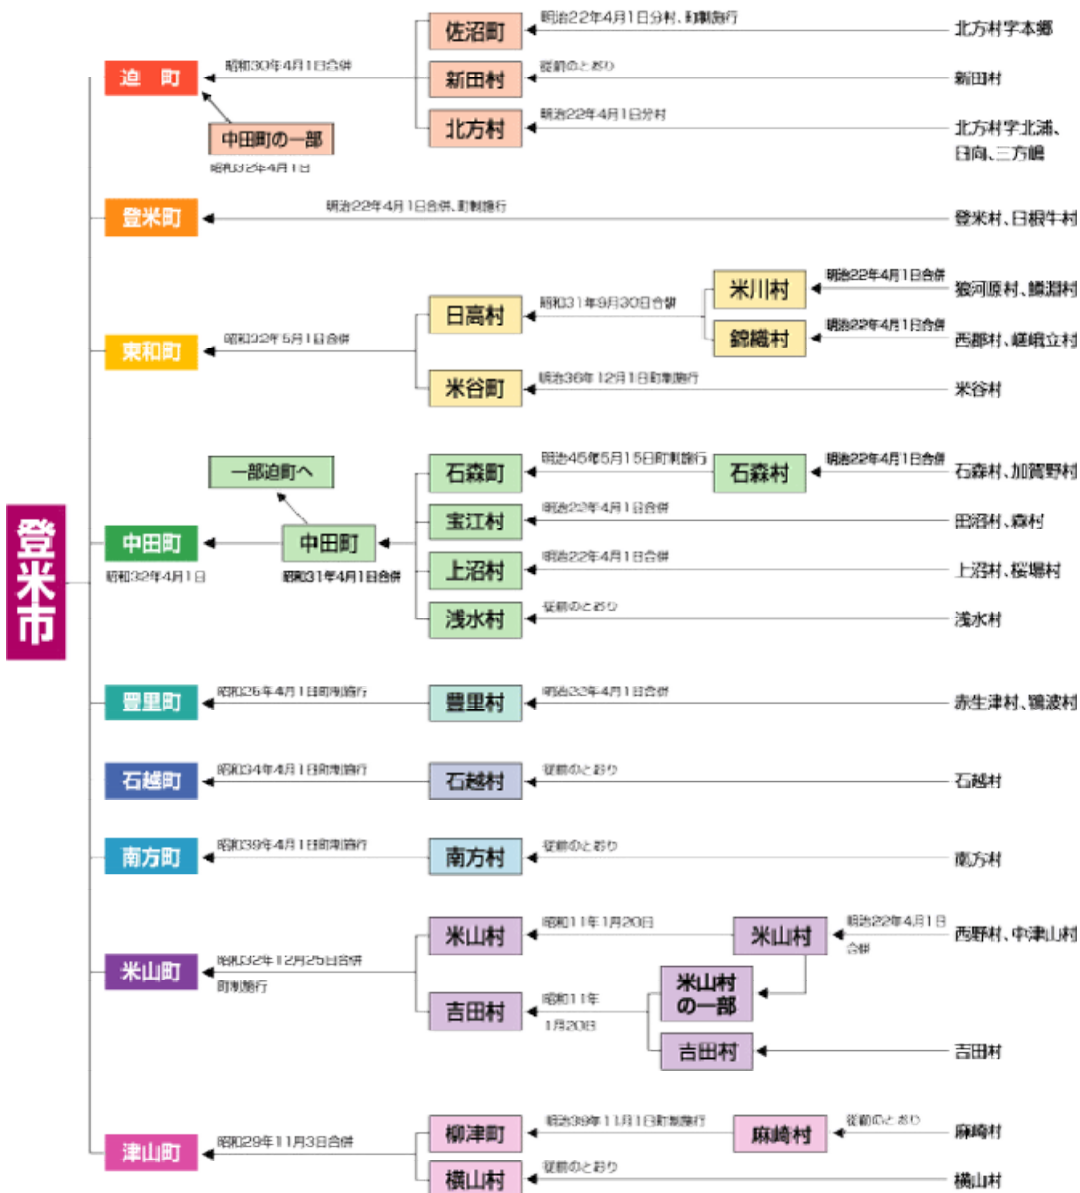 登米市
迫 町
昭和30年4月1日合併
佐沼町
明治22年4月1日分村、町制施行
北方村字本郷
新田村
従前のとおり
新田村
北方村
明治22年4月1日分村
北方村字北浦、
日向、三方嶋
中田町の一部
昭和32年4月1日
登米町
明治22年4月1日合併、町制施行
登米村、日根牛村
東和町
昭和32年5月1日合併
日高村
昭和31年9月30日合併
米川村
明治22年4月1日合併
狼河原村、鱒淵村
錦織村
明治22年4月1日合併
西郡村、嵯峨立村
米谷町
明治36年12月1日町制施行
米谷村
中田町
昭和32年4月1日
一部迫町へ
中田町
昭和31年4月1日合併
石森町
明治45年5月15日町制施行
石森村
明治22年4月1日合併
石森村、加賀野村
宝江村
明治22年4月1日合併
田沼村、森村
上沼村
明治22年4月1日合併
上沼村、桜場村
浅水村
従前のとおり
浅水村
豊里町
昭和25年4月1日町制施行
豊里村
明治22年4月1日合併
赤生津村、鴇波村
石越町
昭和34年4月1日町制施行
石越村
従前のとおり
石越村
南方町
昭和39年4月1日町制施行
南方村
従前のとおり
南方村
米山町
昭和32年12月25日合併
町制施行
米山村
昭和11年1月20日
米山村
明治22年4月1日
合併
西野村、中津山村
吉田村
昭和11年
1月20日
米山村
の一部
吉田村
吉田村
津山町
昭和29年11月3日合併
柳津町
明治39年11月1日町制施行
麻崎村
従前のとおり
麻崎村
横山村
従前のとおり
横山村